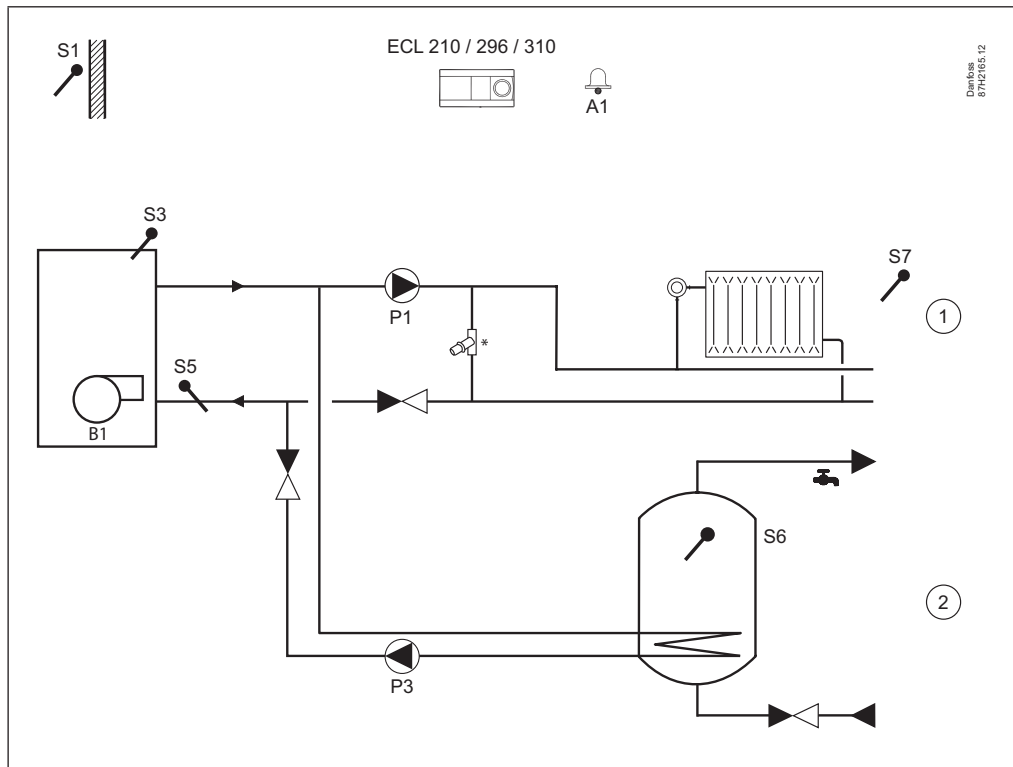 S1
ECL 210 / 296 / 310
A1
Danfoss
87H2165.12
S3
S7
P1
*
1
S5
B1
S6
2
P3